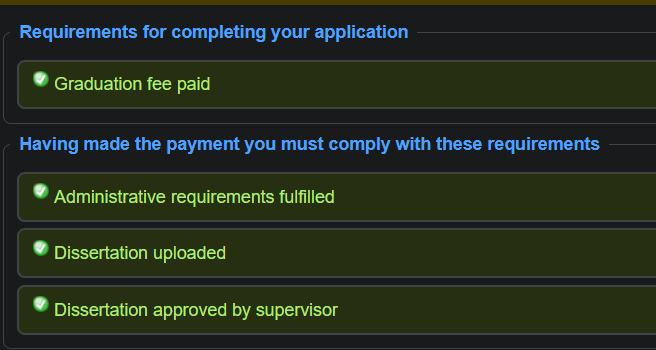 Requirements for completing your application
Graduation fee paid
Having made the payment you must comply with these requirements
Administrative requirements fulfilled
Dissertation uploaded
Dissertation approved by supervisor